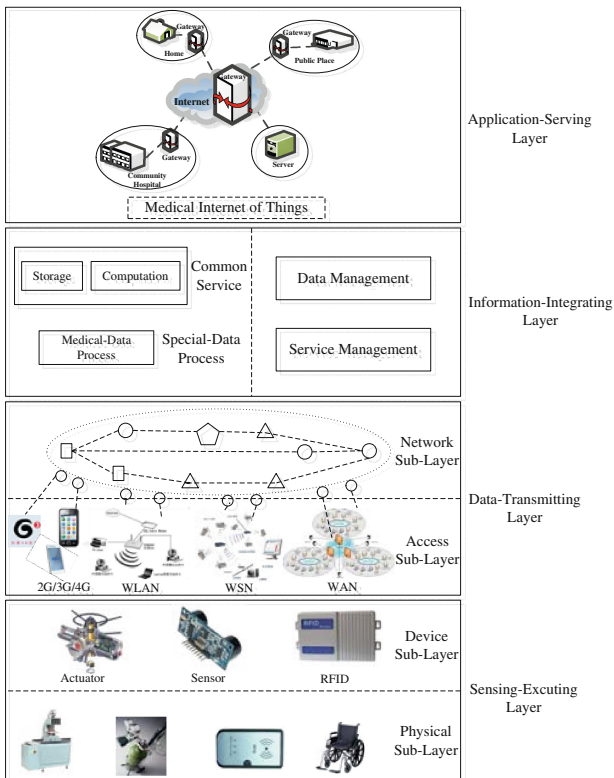 Gateway
Home
Gateway
Public Place
Gateway
Internet
Gateway
Community
Hospital
Server
Medical Internet of Things
Application-Serving
Layer
Storage
Computation
Common
Service
Medical-Data
Process
Special-Data
Process
Data Management
Service Management
Information-Integrating
Layer
Network
Sub-Layer
Access
Sub-Layer
2G/3G/4G
WLAN
WSN
WAN
Data-Transmitting
Layer
Actuator
Sensor
RFID
RFID
Device
Sub-Layer
Physical
Sub-Layer
Sensing-Excuting
Layer